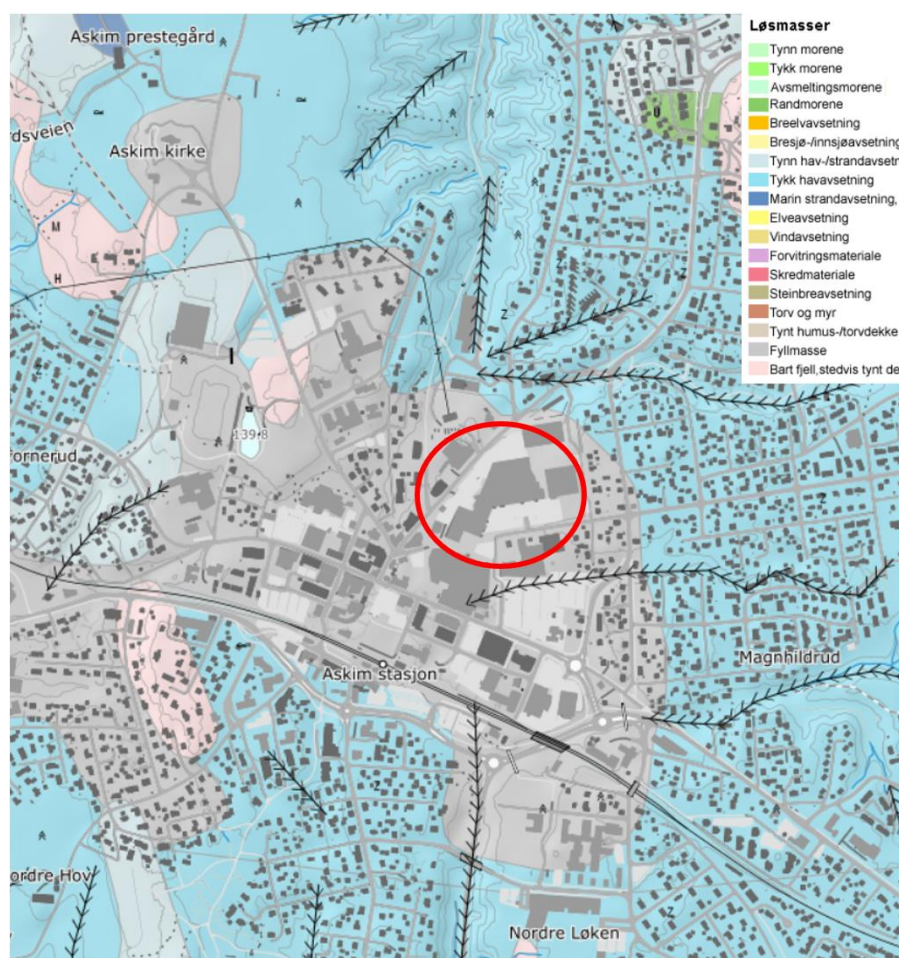 Askim prestegård
rdsveien
Askim kirke
M
H
U
139.8
ornerud
Z
Z
Z
Z
Z
Askim stasjon
Magnhildrud
Z
Z
ordre Hov
Nordre Løken
Løsmasser
Tynn morene
Tykk morene
Avsmeltingsmorene
Randmorene
Breelvavsetning
Bresjø-/innsjøavsetning
Tynn hav-/strandavsetn
Tykk havavsetning
Marin strandavsetning,
Elveavsetning
Vindavsetning
Forvitringsmateriale
Skredmateriale
Steinbreavsetning
Torv og myr
Tynt humus-/torvdekke
Fyllmasse
Bart fjell,stedvis tynt de